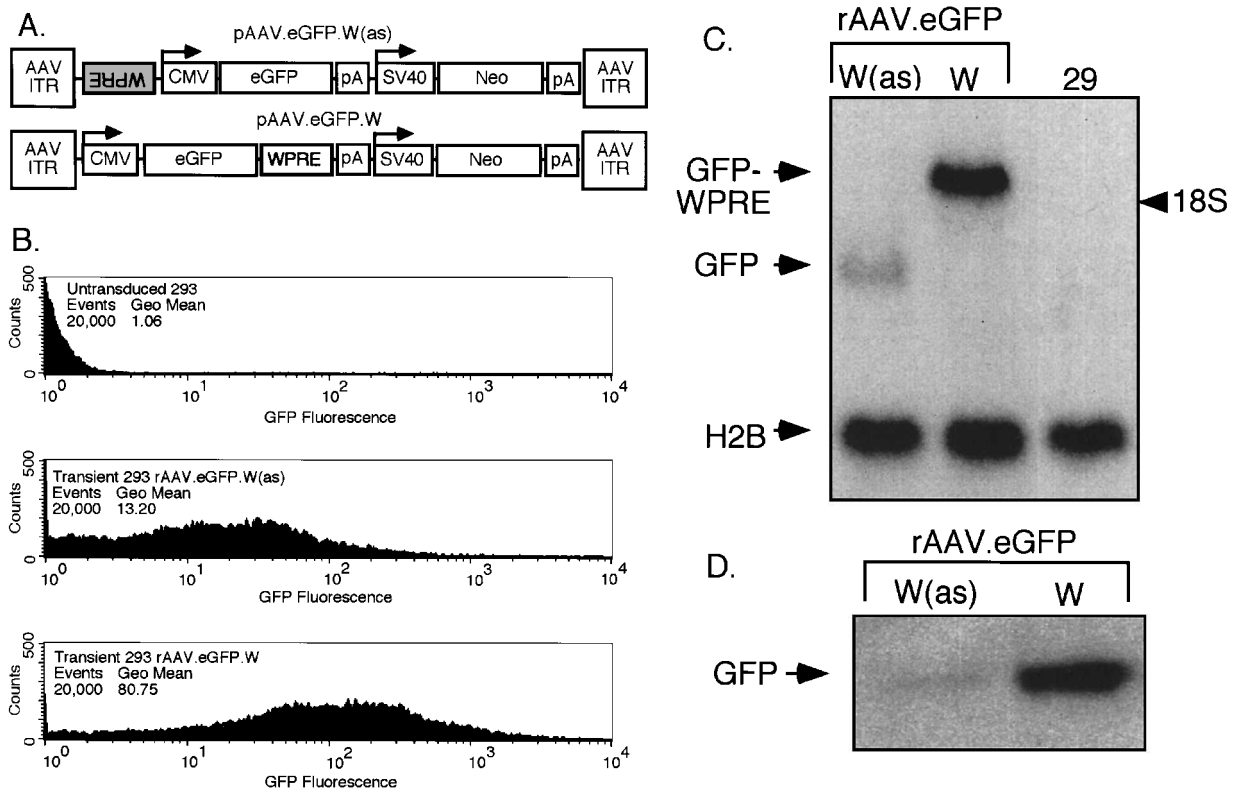 A.
pAAV.eGFP.W(as)
AAV ITR WPRE CMV eGFP pA SV40 Neo pA AAV ITR
pAAV.eGFP.W
AAV ITR CMV eGFP WPRE pA SV40 Neo pA AAV ITR
B.
500
Counts
0
Untransduced 293
Events Geo Mean
20,000 1.06
10^0 10^1 10^2 10^3 10^4
GFP Fluorescence
500
Counts
0
Transient 293 rAAV.eGFP.W(as)
Events Geo Mean
20,000 13.20
10^0 10^1 10^2 10^3 10^4
GFP Fluorescence
500
Counts
0
Transient 293 rAAV.eGFP.W
Events Geo Mean
20,000 80.75
10^0 10^1 10^2 10^3 10^4
GFP Fluorescence
C.
rAAV.eGFP
W(as) W 29
GFP-
WPRE
18S
GFP
H2B
D.
rAAV.eGFP
W(as) W
GFP